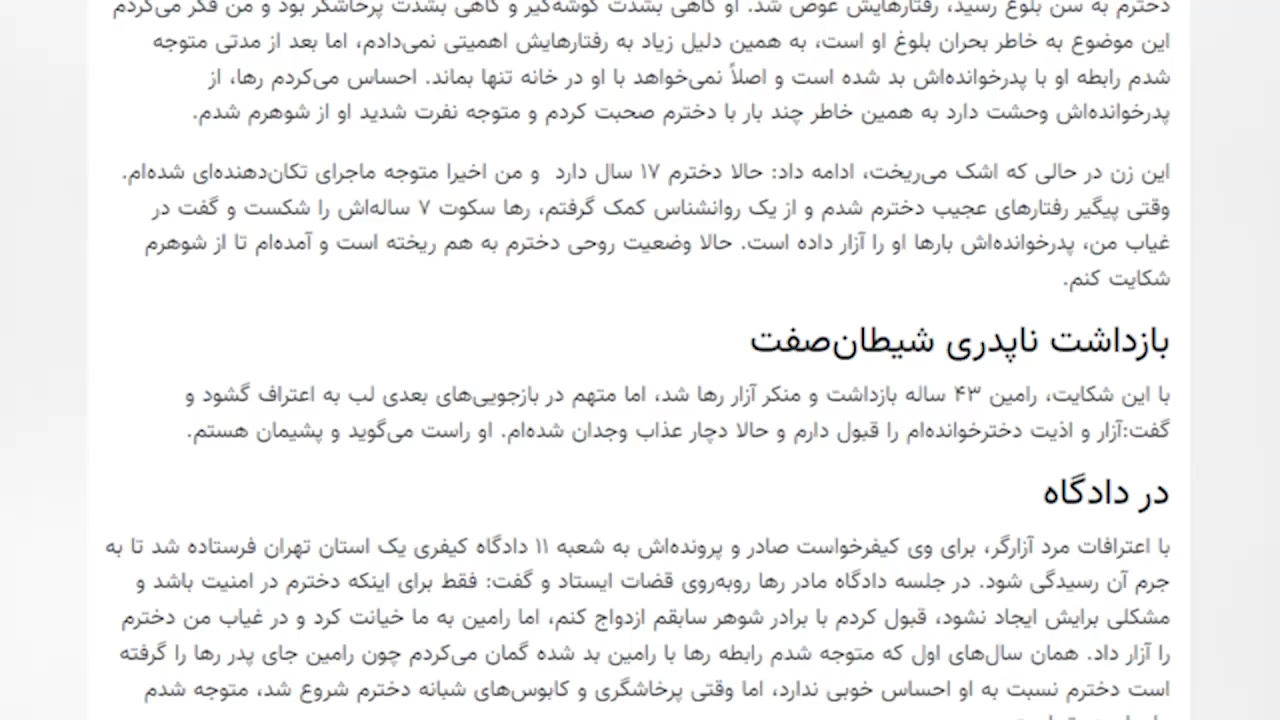 دخترم به سن بلوغ رسید، رفتارهایش عوض شد. او گاهی بشدت گوشه‌گیر و گاهی بشدت پرخاشگر بود و من فکر می‌کردم
این موضوع به خاطر بحران بلوغ او است، به همین دلیل زیاد به رفتارهایش اهمیتی نمی‌دادم، اما بعد از مدتی متوجه
شدم رابطه او با پدرخوانده‌اش بد شده است و اصلاً نمی‌خواهد با او در خانه تنها بماند. احساس می‌کردم رها، از
پدرخوانده‌اش وحشت دارد به همین خاطر چند بار با دخترم صحبت کردم و متوجه نفرت شدید او از شوهرم شدم.
این زن در حالی که اشک می‌ریخت، ادامه داد: حالا دخترم ۱۷ سال دارد و من اخیرا متوجه ماجرای تکان‌دهنده‌ای شده‌ام.
وقتی پیگیر رفتارهای عجیب دخترم شدم و از یک روانشناس کمک گرفتم، رها سکوت ۷ ساله‌اش را شکست و گفت در
غیاب من، پدرخوانده‌اش بارها او را آزار داده است. حالا وضعیت روحی دخترم به هم ریخته است و آمده‌ام تا از شوهرم
شکایت کنم.
بازداشت ناپدری شیطان‌صفت
با این شکایت، رامین ۴۳ ساله بازداشت و منکر آزار رها شد، اما متهم در بازجویی‌های بعدی لب به اعتراف گشود و
گفت:آزار و اذیت دخترخوانده‌ام را قبول دارم و حالا دچار عذاب وجدان شده‌ام. او راست می‌گوید و پشیمان هستم.
در دادگاه
با اعترافات مرد آزارگر، برای وی کیفرخواست صادر و پرونده‌اش به شعبه ۱۱ دادگاه کیفری یک استان تهران فرستاده شد تا به
جرم آن رسیدگی شود. در جلسه دادگاه مادر رها روبه‌روی قضات ایستاد و گفت: فقط برای اینکه دخترم در امنیت باشد و
مشکلی برایش ایجاد نشود، قبول کردم با برادر شوهر سابقم ازدواج کنم، اما رامین به ما خیانت کرد و در غیاب من دخترم
را آزار داد. همان سال‌های اول که متوجه شدم رابطه رها با رامین بد شده گمان می‌کردم چون رامین جای پدر رها را گرفته
است دخترم نسبت به او احساس خوبی ندارد، اما وقتی پرخاشگری و کابوس‌های شبانه دخترم شروع شد، متوجه شدم